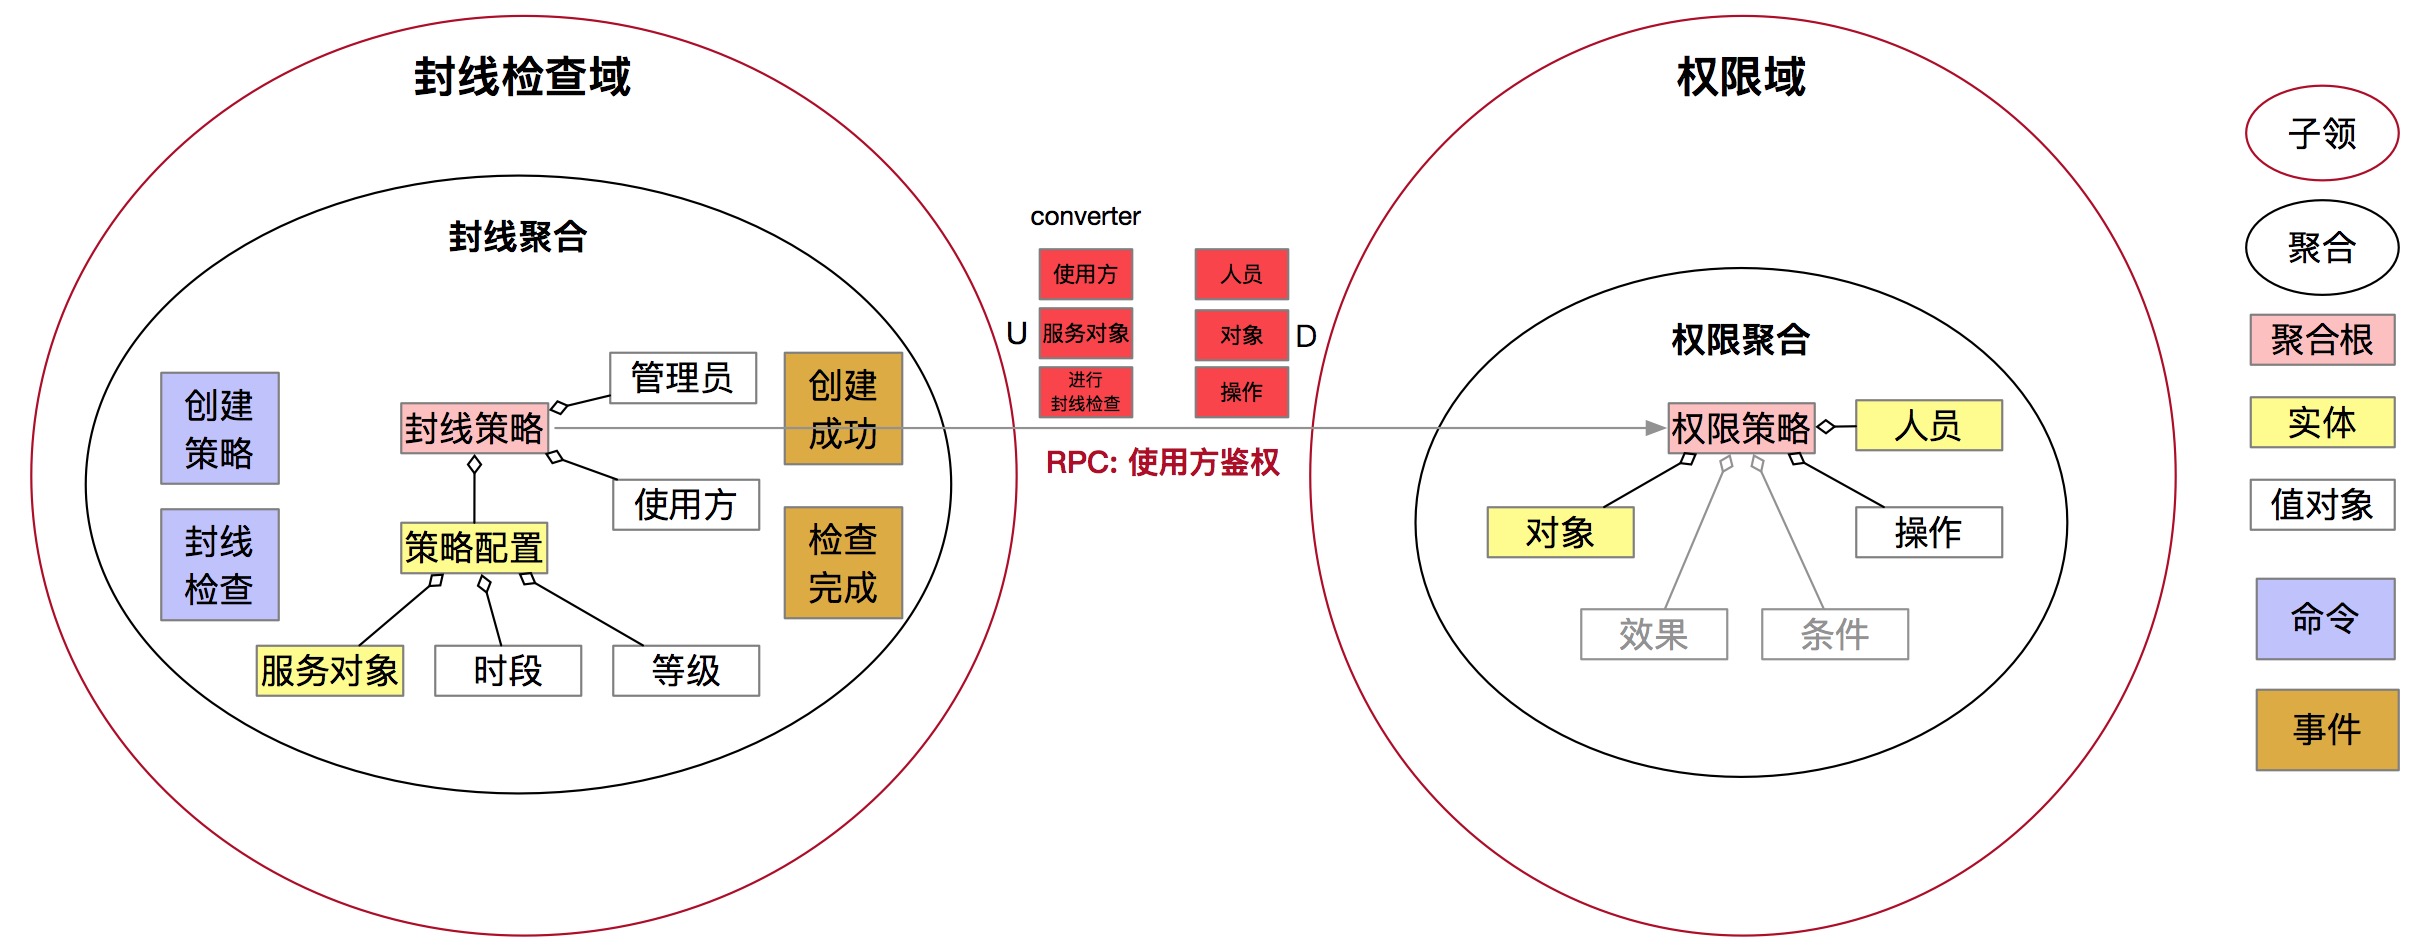 封线检查域
封线聚合
创建
策略
封线
检查
封线策略
管理员
使用方
策略配置
服务对象
时段
等级
创建
成功
检查
完成
converter
使用方
人员
U
服务对象
对象
D
进行
封线检查
操作
RPC: 使用方鉴权
权限域
权限聚合
权限策略
人员
对象
操作
效果
条件
子领
聚合
聚合根
实体
值对象
命令
事件